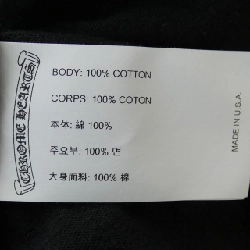 CHROME HEARTS
BODY: 100% COTTON
CORPS: 100% COTON
本体: 綿 100%
주요부: 100% 면
大身面料: 100% 棉
MADE IN U.S.A.